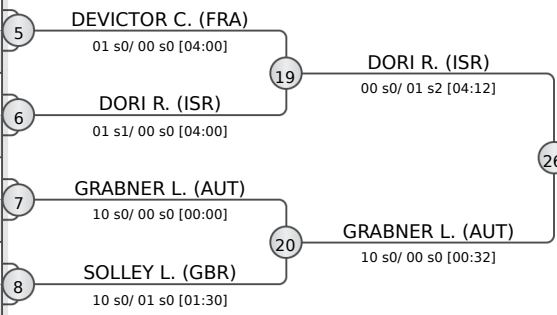 DEVICTOR C. (FRA)
5
01 s0/ 00 s0 [04:00]
19
DORI R. (ISR)
00 s0/ 01 s2 [04:12]
DORI R. (ISR)
6
01 s1/ 00 s0 [04:00]
26
GRABNER L. (AUT)
7
10 s0/ 00 s0 [00:00]
20
GRABNER L. (AUT)
10 s0/ 00 s0 [00:32]
SOLLEY L. (GBR)
8
10 s0/ 01 s0 [01:30]